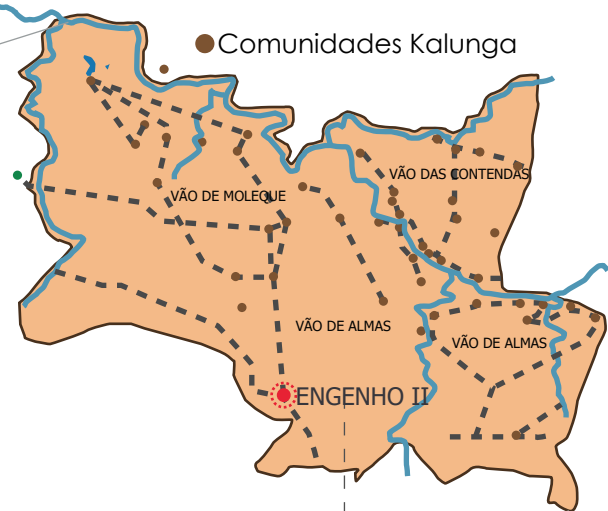 Comunidades Kalunga
VÃO DAS CONTENDAS
VÃO DE MOLEQUE
VÃO DE ALMAS
VÃO DE ALMAS
ENGENHO II